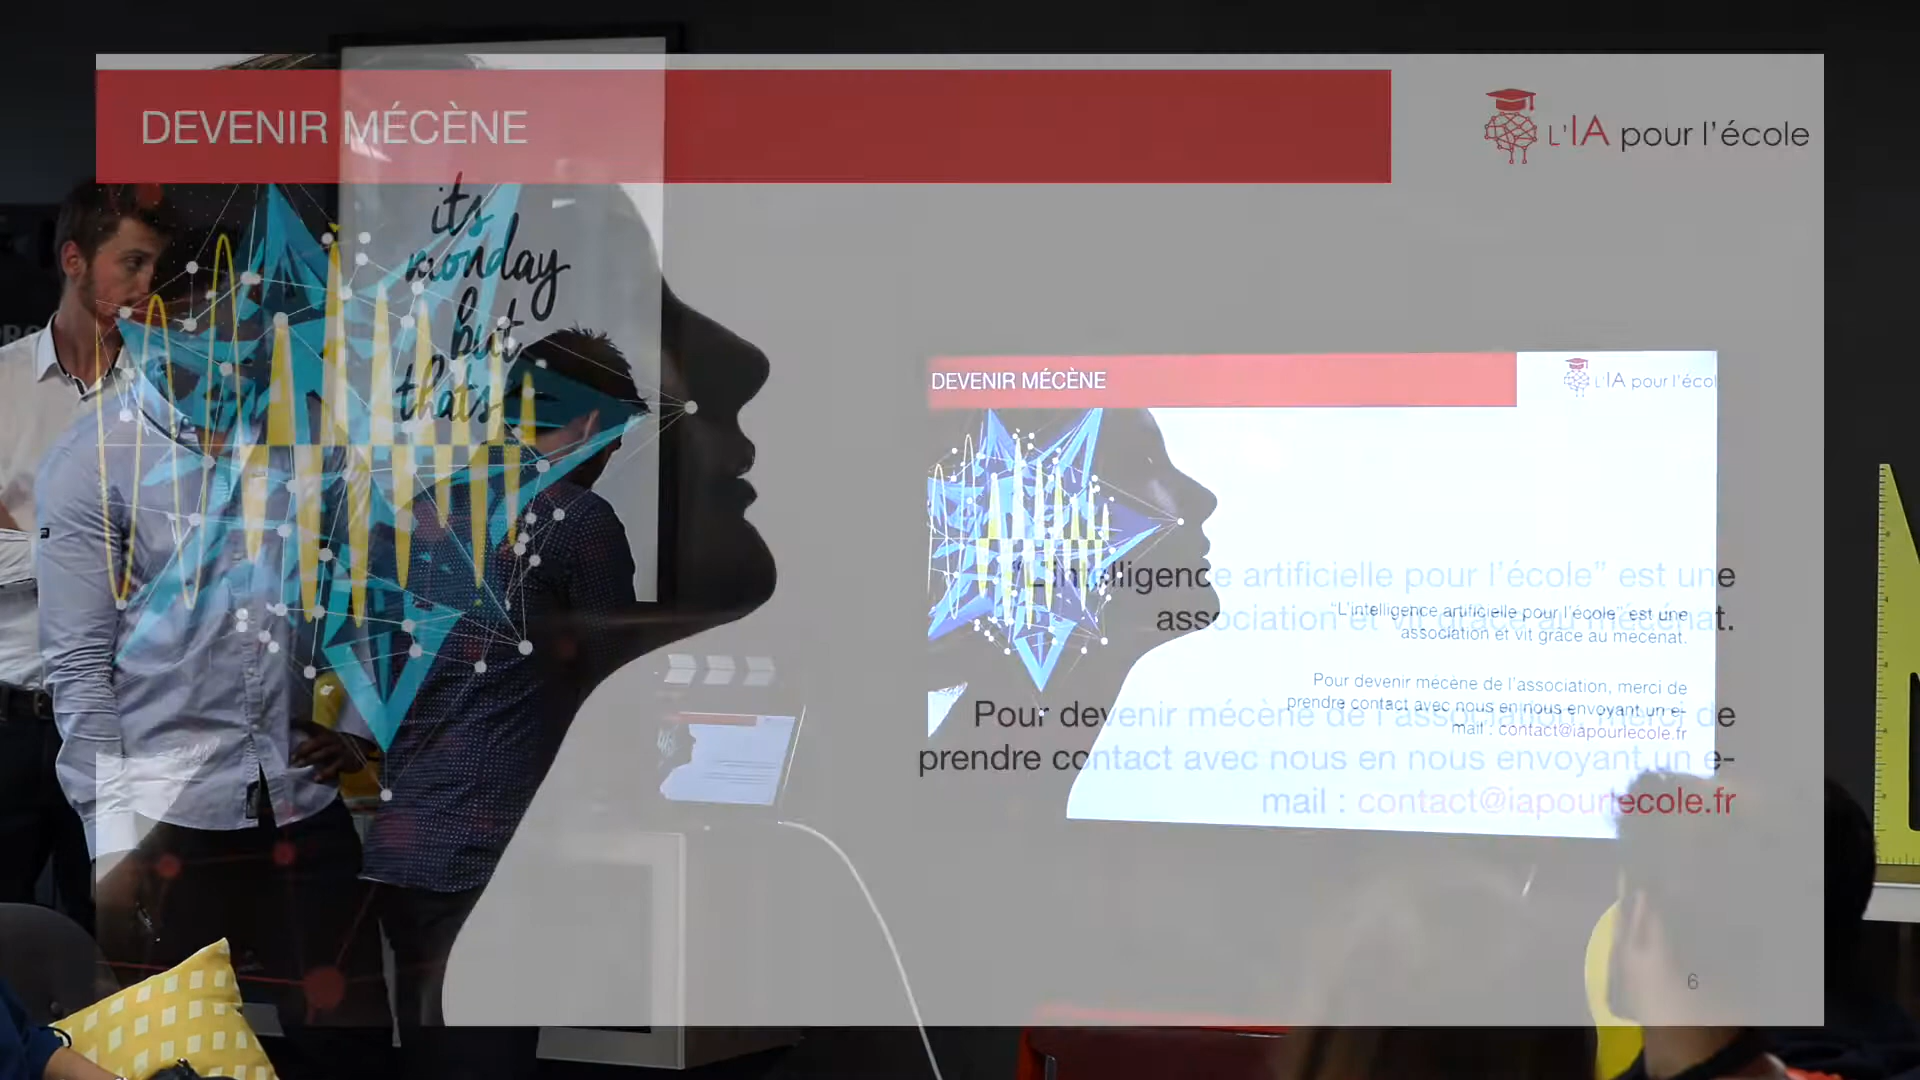 DEVENIR MÉCÈNE
L'IA pour l'école
its
monday
but
that's
DEVENIR MÉCÈNE
L'IA pour l'écol
“L'intelligence artificielle pour l'école” est une
association et vit grâce au mécénat.
“L'intelligence artificielle pour l'école” est une
association et vit grâce au mécénat.
Pour devenir mécène de l'association, merci de
prendre contact avec nous en nous envoyant un e-
mail : contact@iapourlecole.fr
Pour devenir mécène de l'association, merci de
prendre contact avec nous en nous envoyant un e-
mail : contact@iapourlecole.fr
6